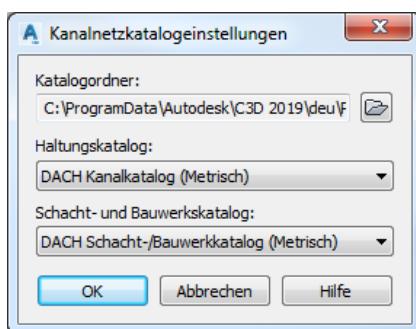 Kanalnetzkatalogeinstellungen
Katalogordner:
C:\ProgramData\Autodesk\C3D 2019\deu\
Haltungskatalog:
DACH Kanalkatalog (Metrisch)
Schacht- und Bauwerkskatalog:
DACH Schacht-/Bauwerkkatalog (Metrisch)
OK Abbrechen Hilfe